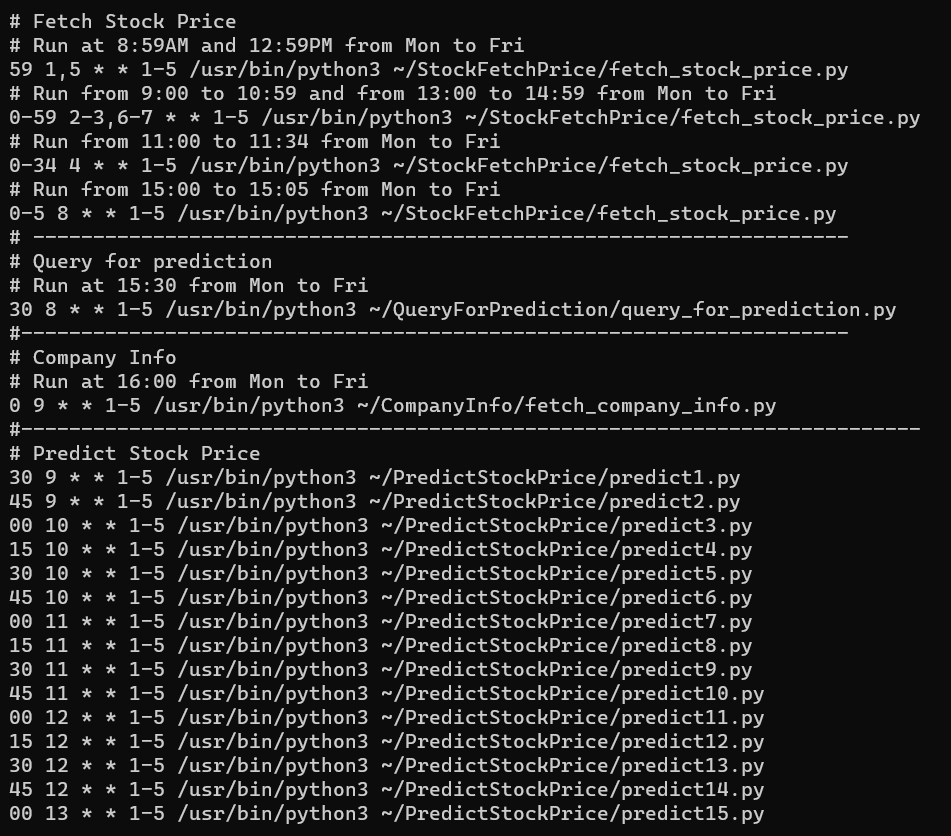 # Fetch Stock Price
# Run at 8:59AM and 12:59PM from Mon to Fri
59 1,5 * * 1-5 /usr/bin/python3 ~/StockFetchPrice/fetch_stock_price.py
# Run from 9:00 to 10:59 and from 13:00 to 14:59 from Mon to Fri
0-59 2-3,6-7 * * 1-5 /usr/bin/python3 ~/StockFetchPrice/fetch_stock_price.py
# Run from 11:00 to 11:34 from Mon to Fri
0-34 4 * * 1-5 /usr/bin/python3 ~/StockFetchPrice/fetch_stock_price.py
# Run from 15:00 to 15:05 from Mon to Fri
0-5 8 * * 1-5 /usr/bin/python3 ~/StockFetchPrice/fetch_stock_price.py
# --------------------------------------------------------------------
# Query for prediction
# Run at 15:30 from Mon to Fri
30 8 * * 1-5 /usr/bin/python3 ~/QueryForPrediction/query_for_prediction.py
#---------------------------------------------------------------------
# Company Info
# Run at 16:00 from Mon to Fri
0 9 * * 1-5 /usr/bin/python3 ~/CompanyInfo/fetch_company_info.py
#---------------------------------------------------------------------------
# Predict Stock Price
30 9 * * 1-5 /usr/bin/python3 ~/PredictStockPrice/predict1.py
45 9 * * 1-5 /usr/bin/python3 ~/PredictStockPrice/predict2.py
00 10 * * 1-5 /usr/bin/python3 ~/PredictStockPrice/predict3.py
15 10 * * 1-5 /usr/bin/python3 ~/PredictStockPrice/predict4.py
30 10 * * 1-5 /usr/bin/python3 ~/PredictStockPrice/predict5.py
45 10 * * 1-5 /usr/bin/python3 ~/PredictStockPrice/predict6.py
00 11 * * 1-5 /usr/bin/python3 ~/PredictStockPrice/predict7.py
15 11 * * 1-5 /usr/bin/python3 ~/PredictStockPrice/predict8.py
30 11 * * 1-5 /usr/bin/python3 ~/PredictStockPrice/predict9.py
45 11 * * 1-5 /usr/bin/python3 ~/PredictStockPrice/predict10.py
00 12 * * 1-5 /usr/bin/python3 ~/PredictStockPrice/predict11.py
15 12 * * 1-5 /usr/bin/python3 ~/PredictStockPrice/predict12.py
30 12 * * 1-5 /usr/bin/python3 ~/PredictStockPrice/predict13.py
45 12 * * 1-5 /usr/bin/python3 ~/PredictStockPrice/predict14.py
00 13 * * 1-5 /usr/bin/python3 ~/PredictStockPrice/predict15.py